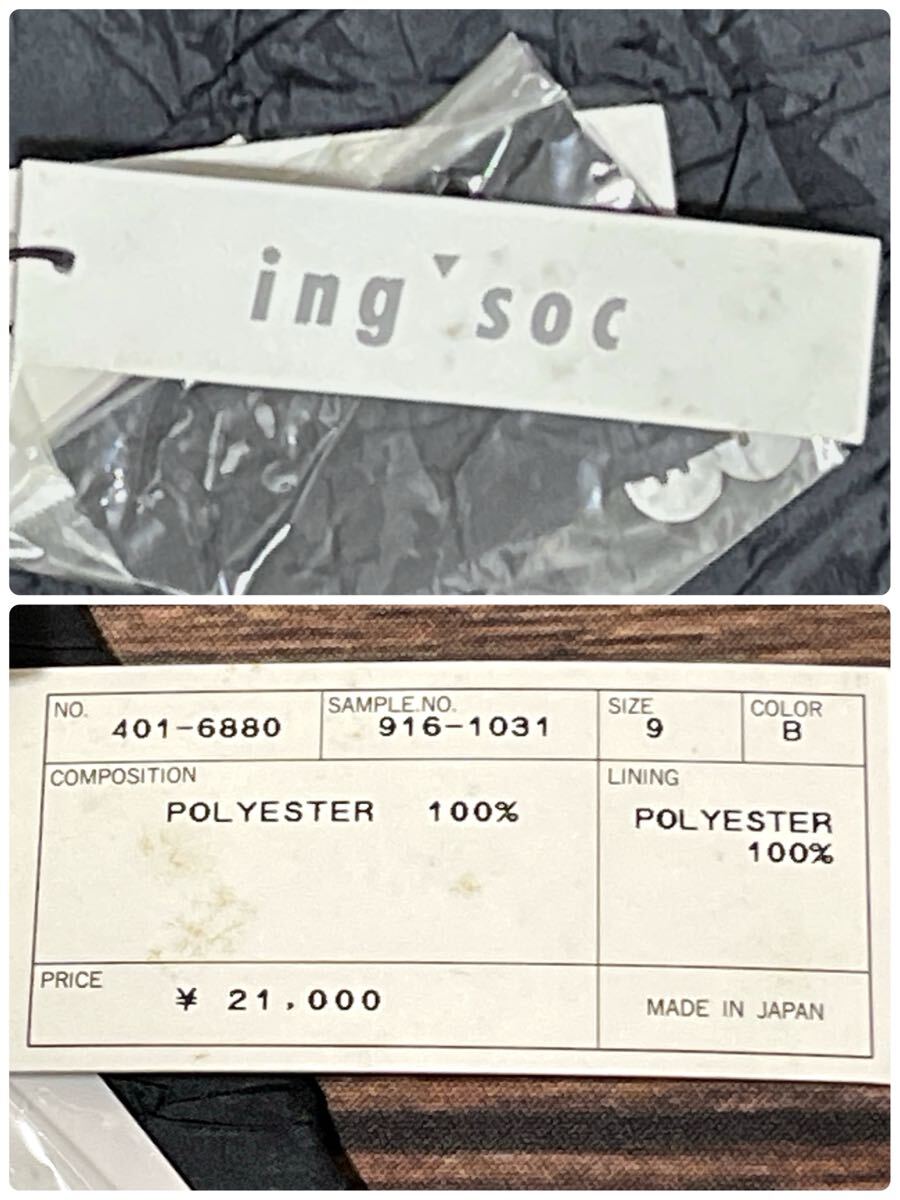 ing soc
NO. SAMPLE.NO. SIZE COLOR
401-6880 916-1031 9 B
COMPOSITION LINING
POLYESTER 100% POLYESTER
100%
PRICE
¥ 21,000 MADE IN JAPAN